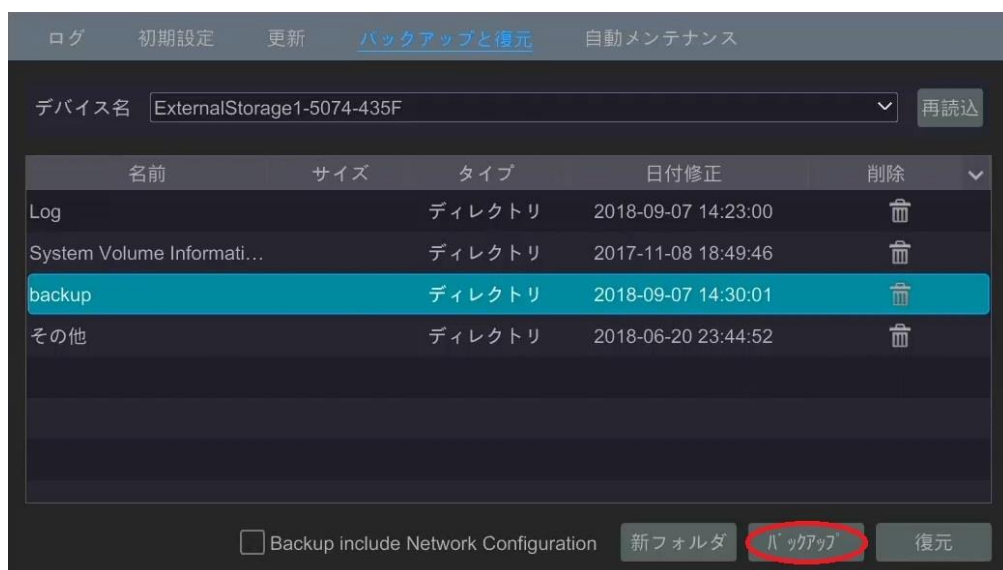 ログ 初期設定 更新 バックアップと復元 自動メンテナンス
デバイス名 ExternalStorage1-5074-435F 再読込
名前 サイズ タイプ 日付修正 削除
Log ディレクトリ 2018-09-07 14:23:00
System Volume Informati... ディレクトリ 2017-11-08 18:49:46
backup ディレクトリ 2018-09-07 14:30:01
その他 ディレクトリ 2018-06-20 23:44:52
Backup include Network Configuration 新フォルダ バックアップ 復元